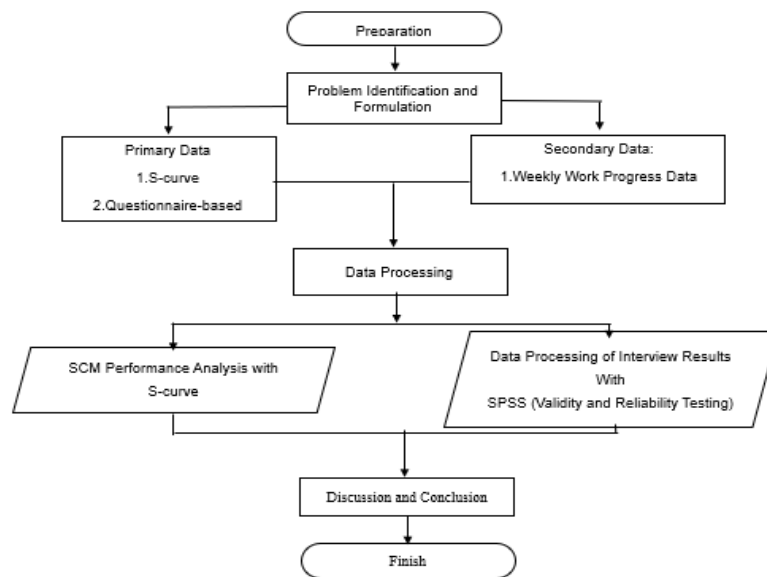 Preparation
Problem Identification and
Formulation
Primary Data
1.S-curve
2.Questionnaire-based
Secondary Data:
1.Weekly Work Progress Data
Data Processing
SCM Performance Analysis with
S-curve
Data Processing of Interview Results
With
SPSS (Validity and Reliability Testing)
Discussion and Conclusion
Finish